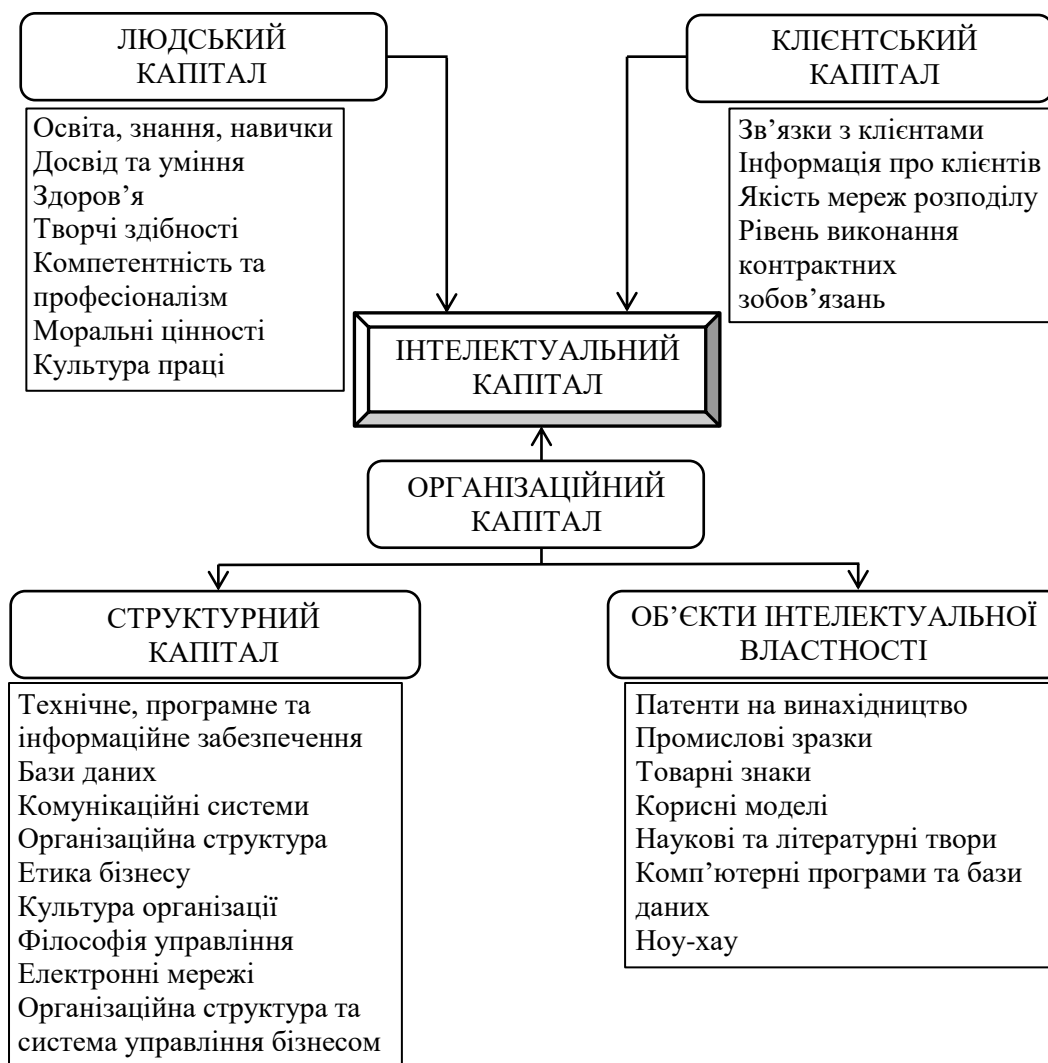 ЛЮДСЬКИЙ
КАПІТАЛ
Освіта, знання, навички
Досвід та уміння
Здоров’я
Творчі здібності
Компетентність та
професіоналізм
Моральні цінності
Культура праці
КЛІЄНТСЬКИЙ
КАПІТАЛ
Зв’язки з клієнтами
Інформація про клієнтів
Якість мереж розподілу
Рівень виконання
контрактних
зобов’язань
ІНТЕЛЕКТУАЛЬНИЙ
КАПІТАЛ
ОРГАНІЗАЦІЙНИЙ
КАПІТАЛ
СТРУКТУРНИЙ
КАПІТАЛ
Технічне, програмне та
інформаційне забезпечення
Бази даних
Комунікаційні системи
Організаційна структура
Етика бізнесу
Культура організації
Філософія управління
Електронні мережі
Організаційна структура та
система управління бізнесом
ОБ’ЄКТИ ІНТЕЛЕКТУАЛЬНОЇ
ВЛАСТНОСТІ
Патенти на винахідництво
Промислові зразки
Товарні знаки
Корисні моделі
Наукові та літературні твори
Комп’ютерні програми та бази
даних
Ноу-хау